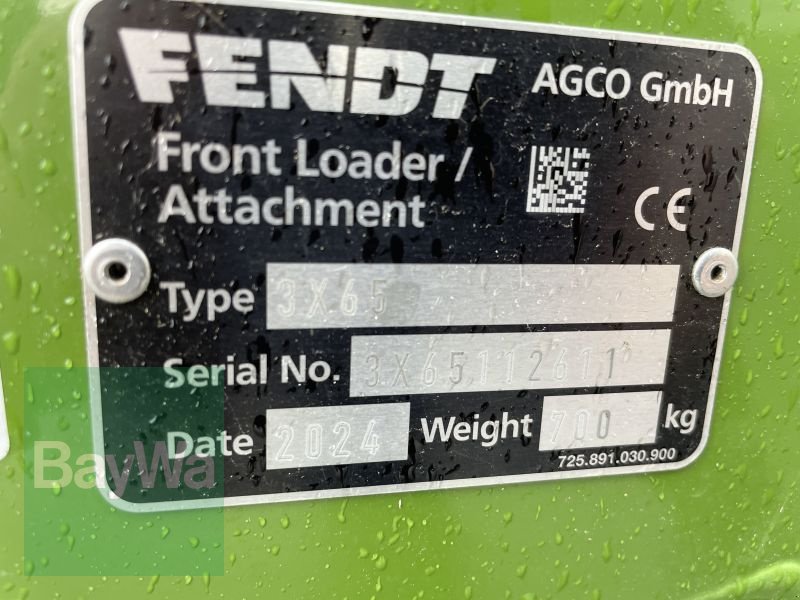 FENDT
AGCO GmbH
Front Loader /
Attachment
CE
Type 3X65
Serial No. 3X65112611
Date 2024 Weight 700 kg
725.891.030.900
BayWa